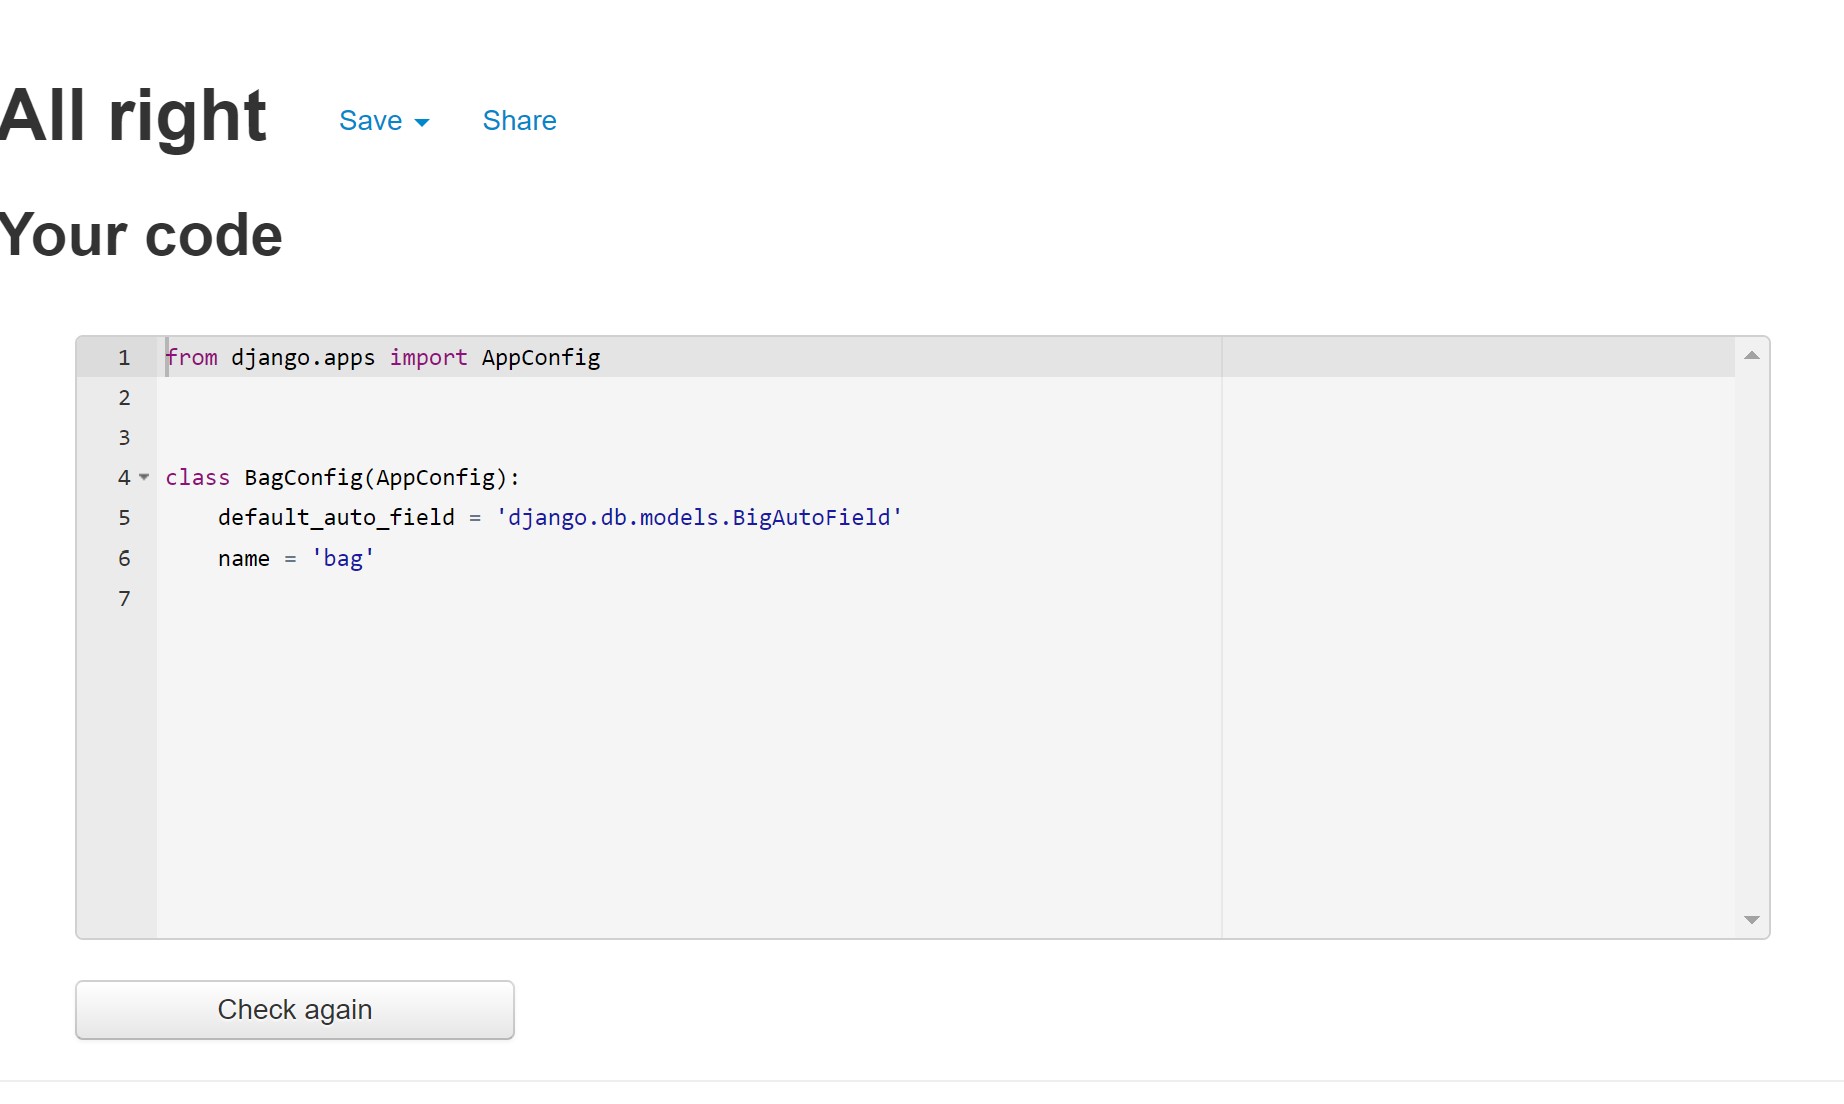 All right Save Share
Your code
1 from django.apps import AppConfig
2
3
4 class BagConfig(AppConfig):
5     default_auto_field = 'django.db.models.BigAutoField'
6     name = 'bag'
7
Check again